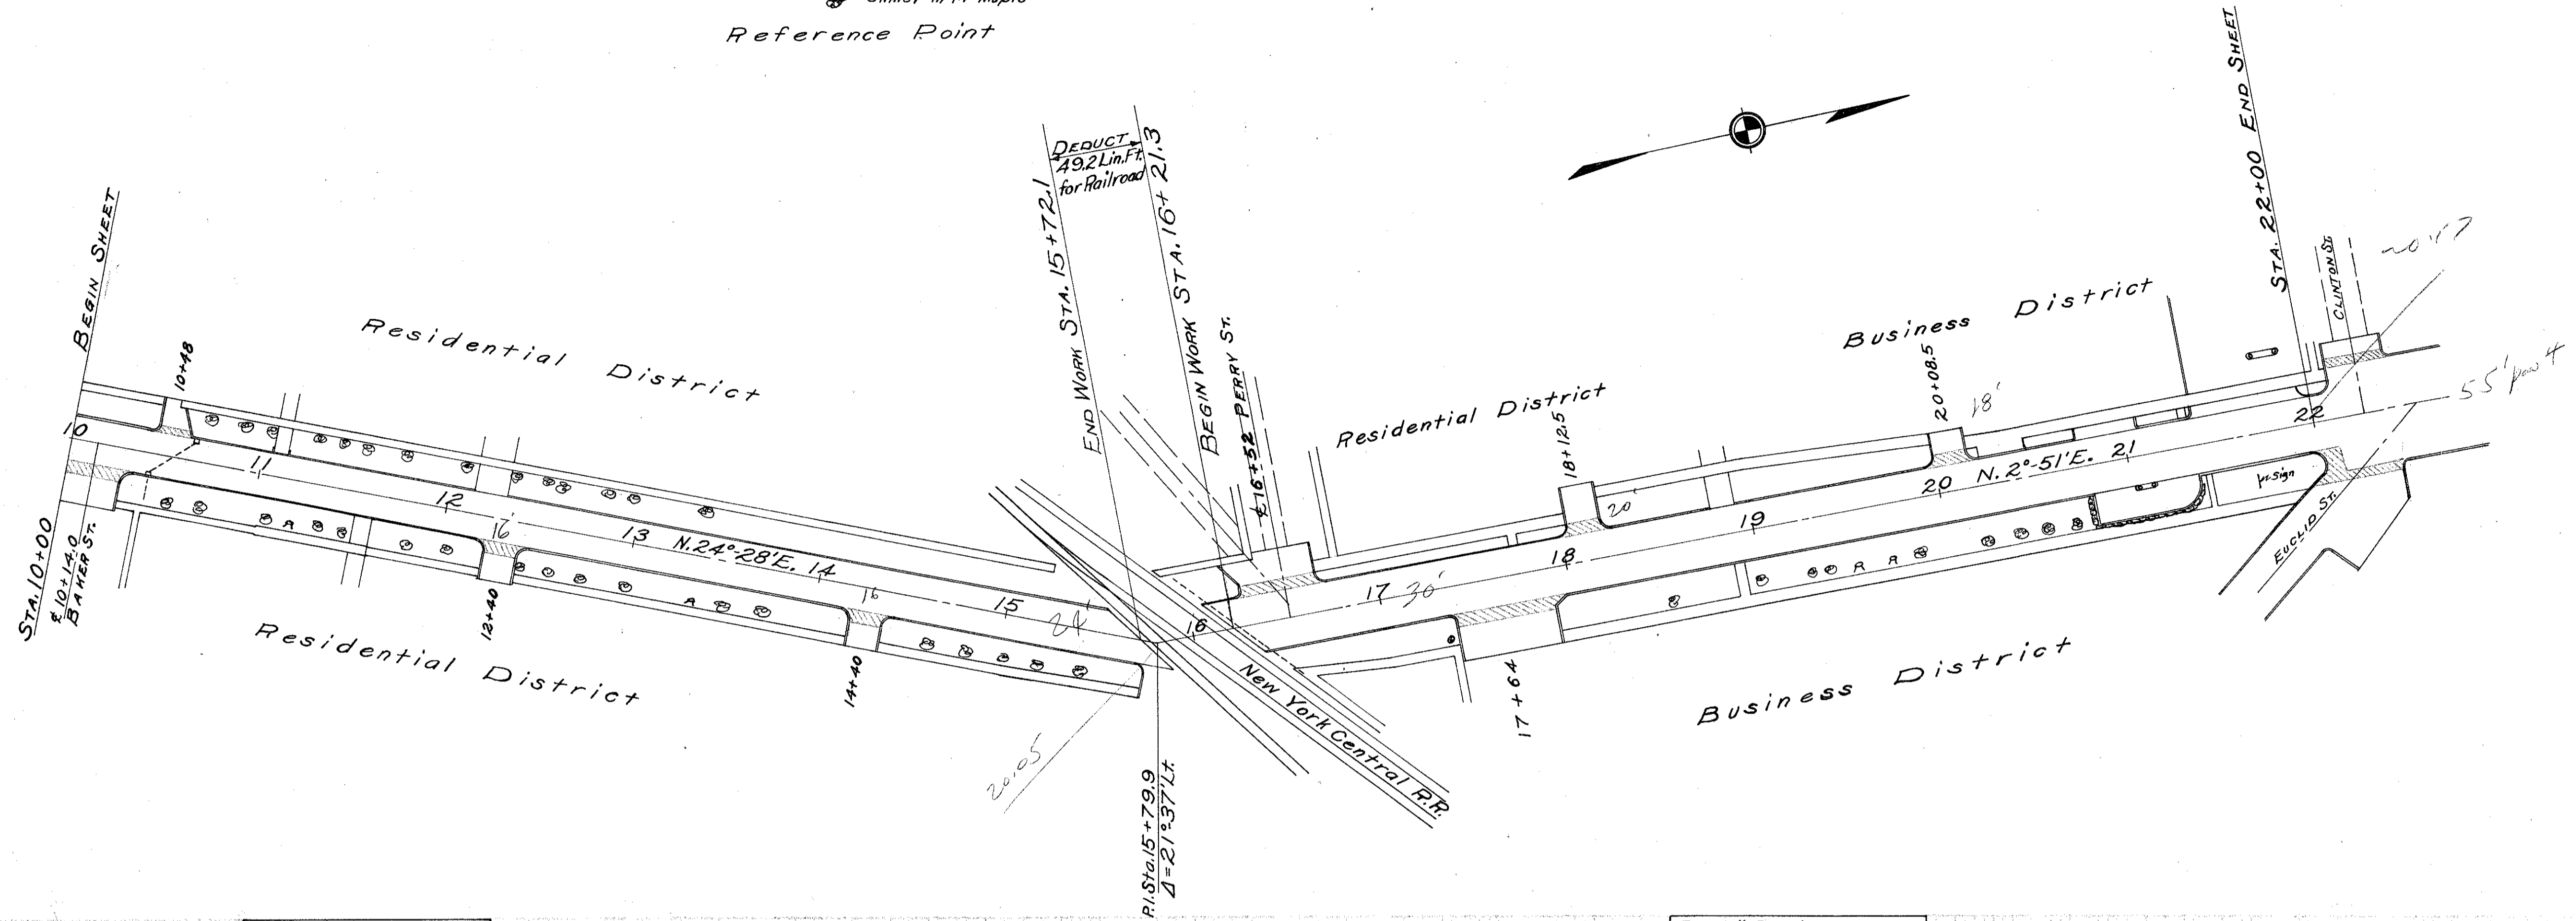 Reference Point
BEGIN SHEET
STA. 10+00
₵ 10+14.0
BAKER ST.
10+48
Residential District
Residential District
10
11
12
16'
13
N.24°-28'E.
14
16
15
24'
12+40
14+40
20.05
END WORK STA. 15+72.1
DEDUCT
49.2 Lin.Ft.
for Railroad
BEGIN WORK STA. 16+21.3
₵ 16+52 PERRY ST.
P.I. Sta. 15+79.9
Δ=21°37'Lt.
New York Central R.R.
16
17
30'
18
19
20
N.2°-51'E.
21
22
Residential District
18+12.5
20'
17+64
20+08.5
18'
Business District
Business District
STA. 22+00 END SHEET
CLINTON ST.
EUCLID ST.
Sign